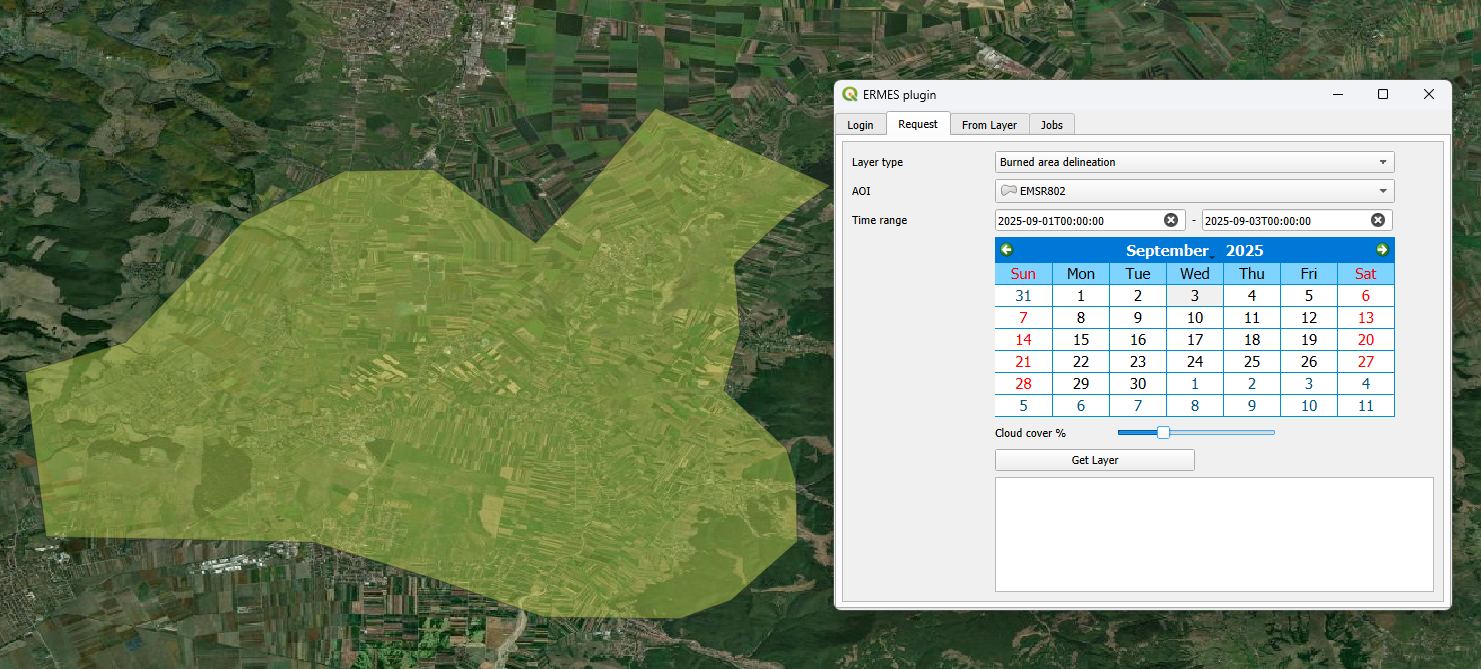 ERMES plugin
Login Request From Layer Jobs
Layer type Burned area delineation
AOI EMSR802
Time range 2025-09-01T00:00:00 - 2025-09-03T00:00:00
September 2025
Sun Mon Tue Wed Thu Fri Sat
31 1 2 3 4 5 6
7 8 9 10 11 12 13
14 15 16 17 18 19 20
21 22 23 24 25 26 27
28 29 30 1 2 3 4
5 6 7 8 9 10 11
Cloud cover %
Get Layer